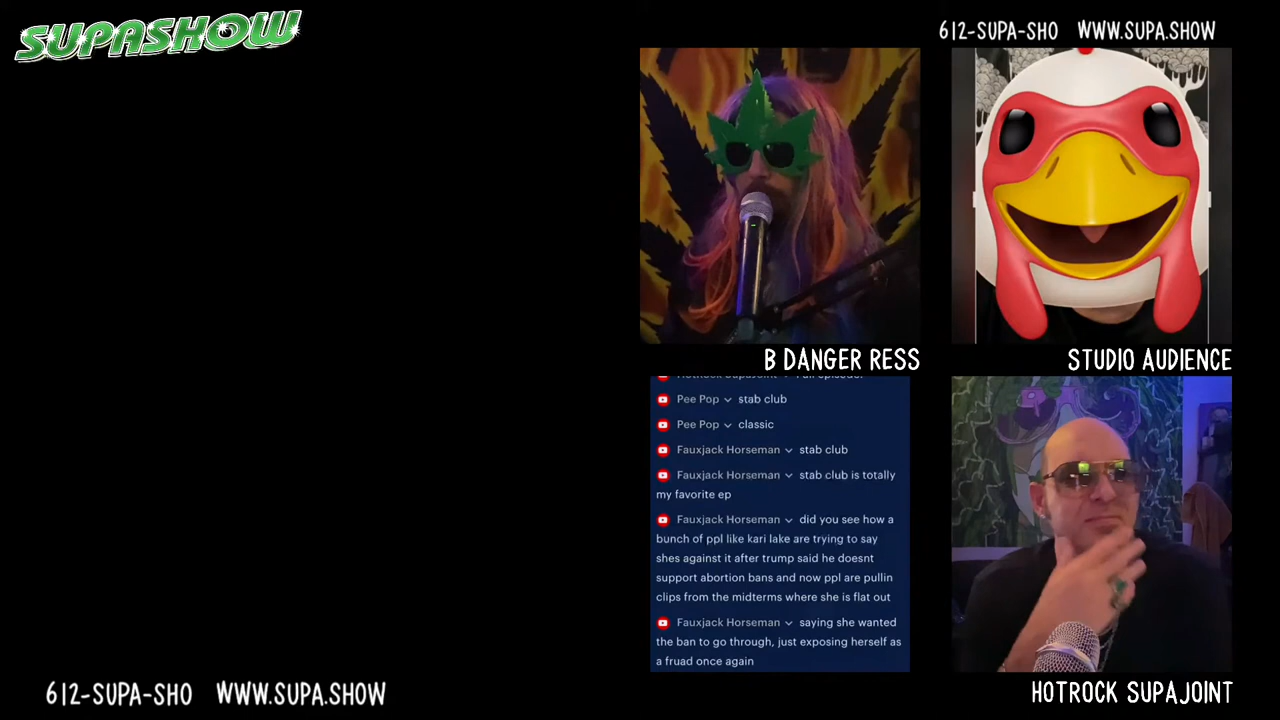 SUPASHOW
612-SUPA-SHO WWW.SUPA.SHOW
B DANGER RESS
STUDIO AUDIENCE
Hotrock Supajoint
Pee Pop stab club
Pee Pop classic
Fauxjack Horseman stab club
Fauxjack Horseman stab club is totally
my favorite ep
Fauxjack Horseman did you see how a
bunch of ppl like kari lake are trying to say
shes against it after trump said he doesnt
support abortion bans and now ppl are pullin
clips from the midterms where she is flat out
Fauxjack Horseman saying she wanted
the ban to go through, just exposing herself as
a fruad once again
HOTROCK SUPAJOINT
612-SUPA-SHO WWW.SUPA.SHOW